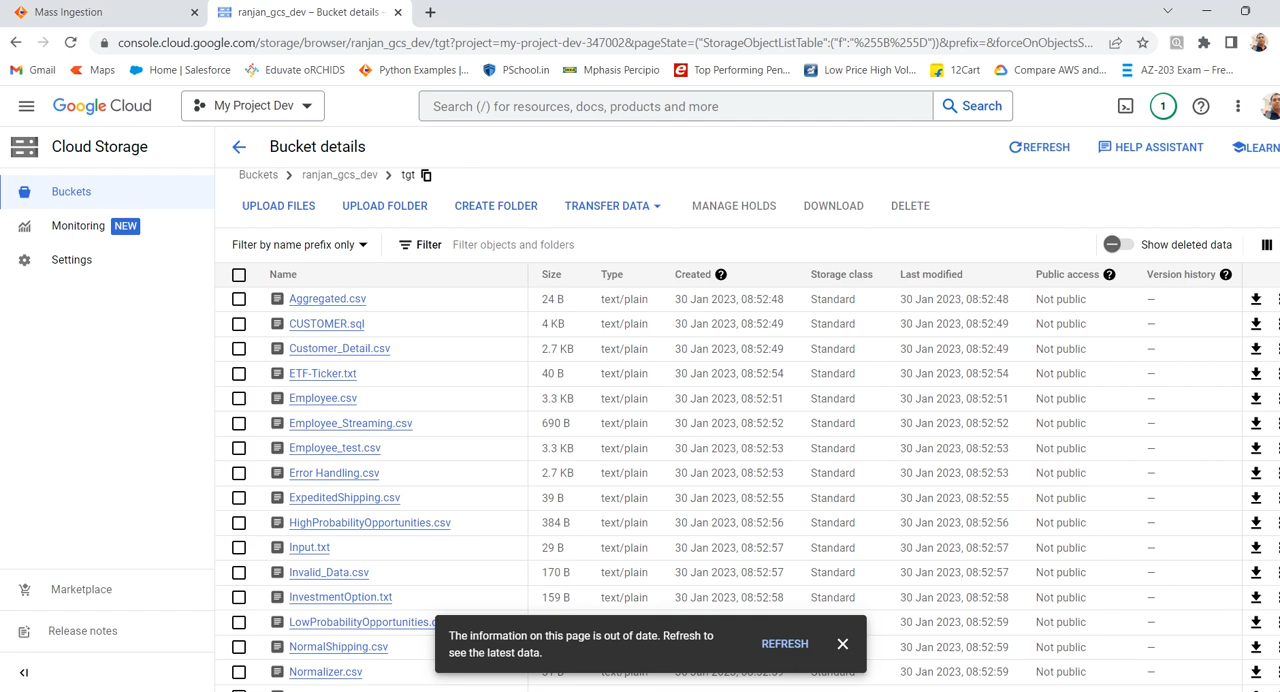 Mass Ingestion
ranjan_gcs_dev – Bucket details –
console.cloud.google.com/storage/browser/ranjan_gcs_dev/tgt?project=my-project-dev-347002&pageState=("StorageObjectListTable":("f":"%255B%255D"))&prefix=&forceOnObjectsS...
Gmail Maps Home | Salesforce Eduvate oRCHIDS Python Examples |... PSchool.in Mphasis Percipio Top Performing Pen... Low Price High Vol... 12Cart Compare AWS and... AZ-203 Exam – Fre...
Google Cloud My Project Dev Search (/) for resources, docs, products and more Search 1
Cloud Storage Bucket details REFRESH HELP ASSISTANT LEARN
Buckets ranjan_gcs_dev tgt
Buckets
UPLOAD FILES UPLOAD FOLDER CREATE FOLDER TRANSFER DATA MANAGE HOLDS DOWNLOAD DELETE
Monitoring NEW
Filter by name prefix only Filter Filter objects and folders Show deleted data
Settings
Name Size Type Created Storage class Last modified Public access Version history
Aggregated.csv 24 B text/plain 30 Jan 2023, 08:52:48 Standard 30 Jan 2023, 08:52:48 Not public —
CUSTOMER.sql 4 KB text/plain 30 Jan 2023, 08:52:49 Standard 30 Jan 2023, 08:52:49 Not public —
Customer_Detail.csv 2.7 KB text/plain 30 Jan 2023, 08:52:49 Standard 30 Jan 2023, 08:52:49 Not public —
ETF-Ticker.txt 40 B text/plain 30 Jan 2023, 08:52:54 Standard 30 Jan 2023, 08:52:54 Not public —
Employee.csv 3.3 KB text/plain 30 Jan 2023, 08:52:51 Standard 30 Jan 2023, 08:52:51 Not public —
Employee_Streaming.csv 690 B text/plain 30 Jan 2023, 08:52:52 Standard 30 Jan 2023, 08:52:52 Not public —
Employee_test.csv 3.3 KB text/plain 30 Jan 2023, 08:52:53 Standard 30 Jan 2023, 08:52:53 Not public —
Error Handling.csv 2.7 KB text/plain 30 Jan 2023, 08:52:53 Standard 30 Jan 2023, 08:52:53 Not public —
ExpeditedShipping.csv 39 B text/plain 30 Jan 2023, 08:52:55 Standard 30 Jan 2023, 08:52:55 Not public —
HighProbabilityOpportunities.csv 384 B text/plain 30 Jan 2023, 08:52:56 Standard 30 Jan 2023, 08:52:56 Not public —
Input.txt 29 B text/plain 30 Jan 2023, 08:52:57 Standard 30 Jan 2023, 08:52:57 Not public —
Invalid_Data.csv 170 B text/plain 30 Jan 2023, 08:52:57 Standard 30 Jan 2023, 08:52:57 Not public —
InvestmentOption.txt 159 B text/plain 30 Jan 2023, 08:52:58 Standard 30 Jan 2023, 08:52:58 Not public —
LowProbabilityOpportunities. 30 Jan 2023, 08:52:59 Not public —
NormalShipping.csv 30 Jan 2023, 08:52:59 Not public —
Normalizer.csv text/plain 30 Jan 2023, 08:52:59 Standard 30 Jan 2023, 08:52:59 Not public —
Marketplace
Release notes
The information on this page is out of date. Refresh to
see the latest data.
REFRESH